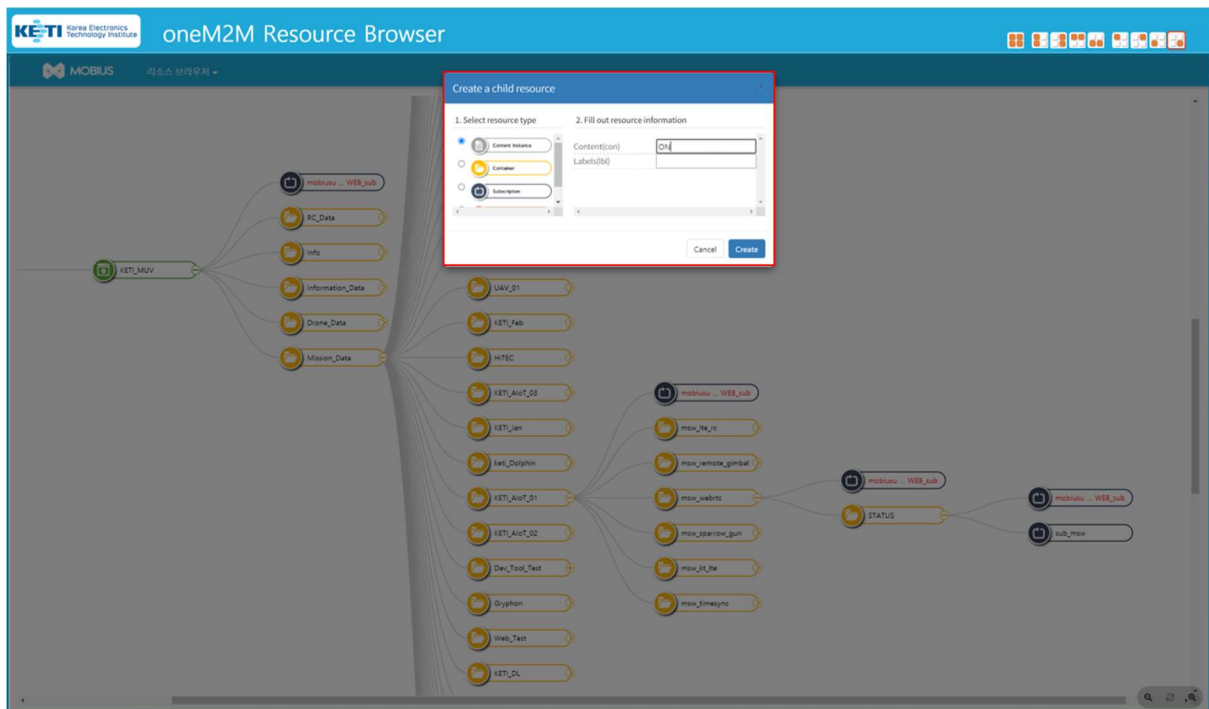 KETI Korea Electronics Technology Institute
oneM2M Resource Browser
MOBIUS
리소스 브라우저
Create a child resource
1. Select resource type
2. Fill out resource information
Content Instance
Container
Subscription
Content(con)
ON
Labels(lbl)
Cancel
Create
KETI_MUV
mobiusu ... WEB_sub
RC_Data
Info
Information_Data
Drone_Data
Mission_Data
UAV_01
KETI_Feb
HITEC
KETI_AIoT_03
KETI_Jan
keti_Dolphin
KETI_AIoT_01
KETI_AIoT_02
Dev_Tool_Test
Gryphon
Web_Test
KETI_DL
mobiusu ... WEB_sub
msw_lte_rc
msw_remote_gimbal
msw_webrtc
msw_sparrow_gun
msw_kt_lte
msw_timesync
mobiusu ... WEB_sub
STATUS
mobiusu ... WEB_sub
sub_msw